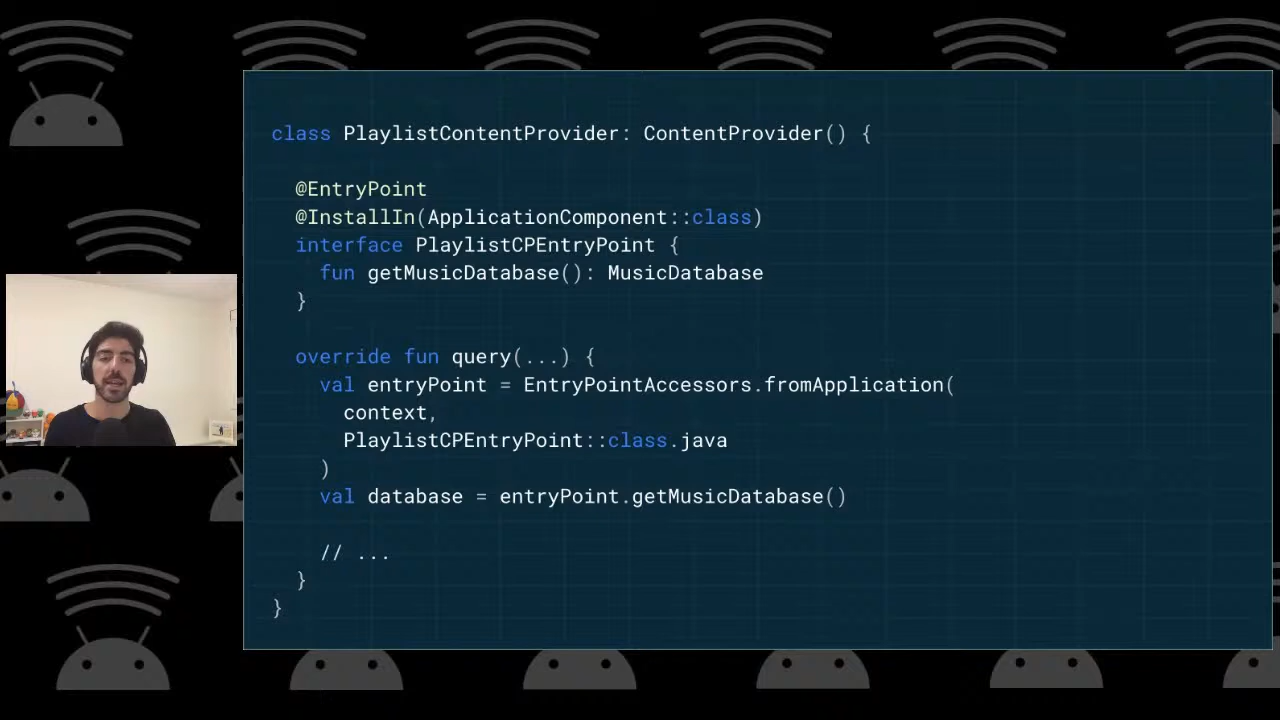 class PlaylistContentProvider: ContentProvider() {
@EntryPoint
@InstallIn(ApplicationComponent::class)
interface PlaylistCPEntryPoint {
fun getMusicDatabase(): MusicDatabase
}
override fun query(...) {
val entryPoint = EntryPointAccessors.fromApplication(
context,
PlaylistCPEntryPoint::class.java
)
val database = entryPoint.getMusicDatabase()
// ...
}
}